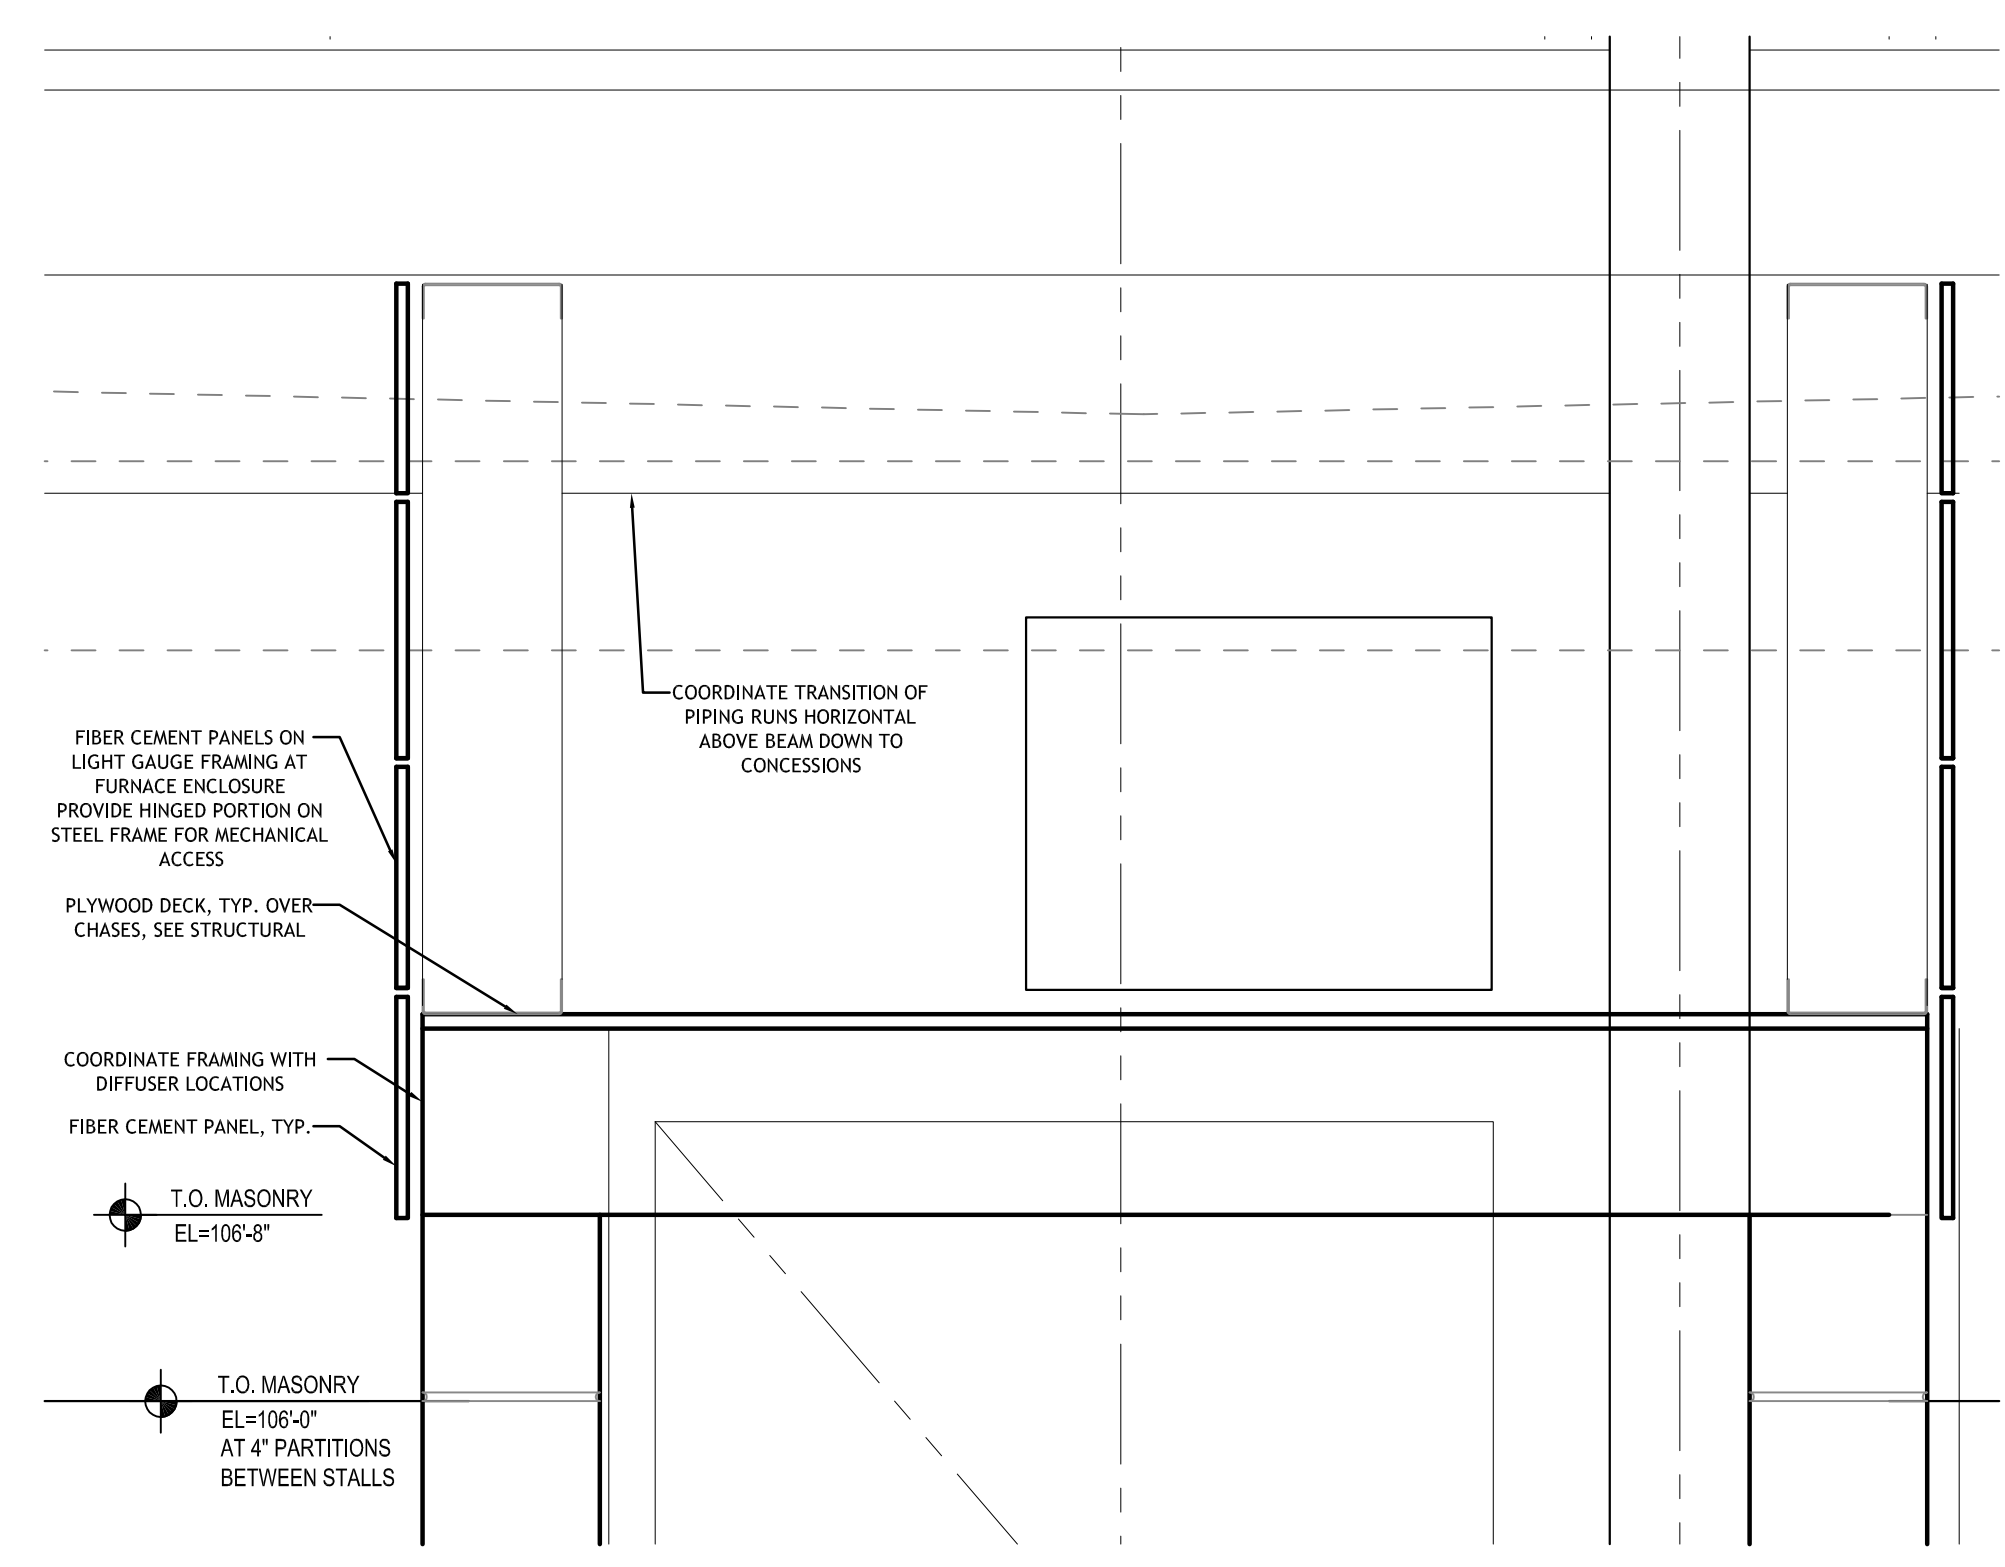 COORDINATE TRANSITION OF
PIPING RUNS HORIZONTAL
ABOVE BEAM DOWN TO
CONCESSIONS
FIBER CEMENT PANELS ON
LIGHT GAUGE FRAMING AT
FURNACE ENCLOSURE
PROVIDE HINGED PORTION ON
STEEL FRAME FOR MECHANICAL
ACCESS
PLYWOOD DECK, TYP. OVER
CHASES, SEE STRUCTURAL
COORDINATE FRAMING WITH
DIFFUSER LOCATIONS
FIBER CEMENT PANEL, TYP.
T.O. MASONRY
EL=106'-8"
T.O. MASONRY
EL=106'-0"
AT 4" PARTITIONS
BETWEEN STALLS